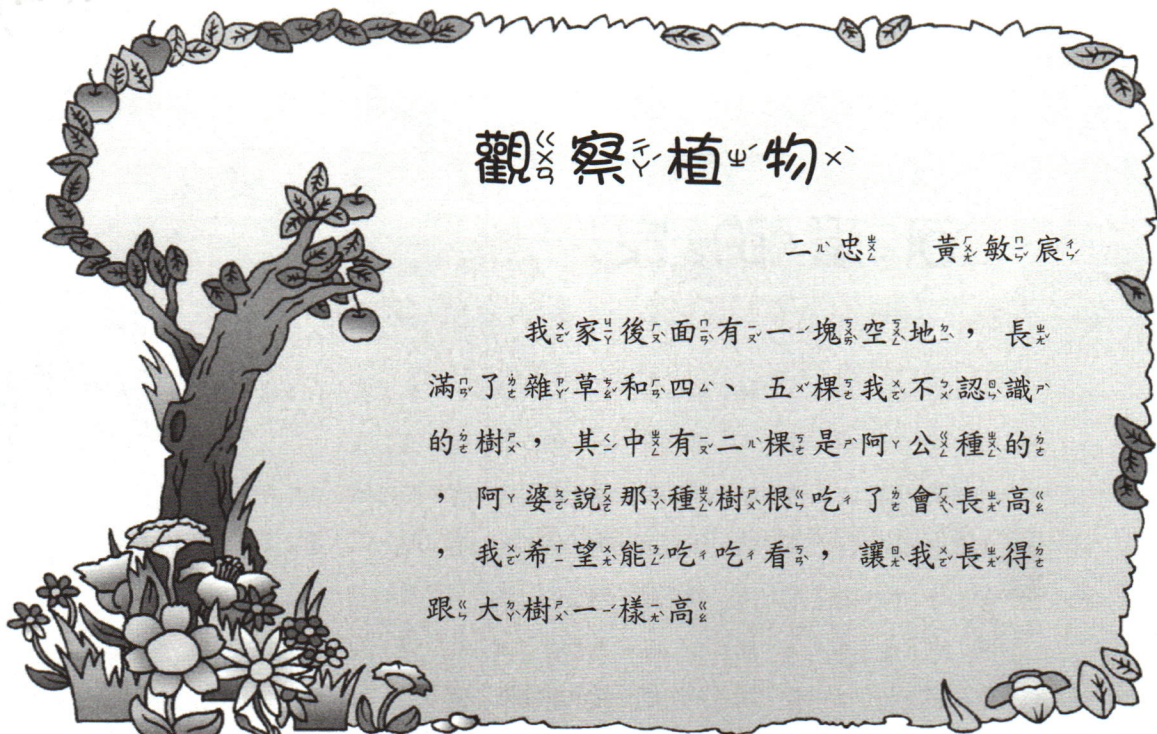 觀察植物
二忠　黃敏宸
我家後面有一塊空地，長
滿了雜草和四、五棵我不認識
的樹，其中有二棵是阿公種的
，阿婆說那種樹根吃了會長高
，我希望能吃吃看，讓我長得
跟大樹一樣高